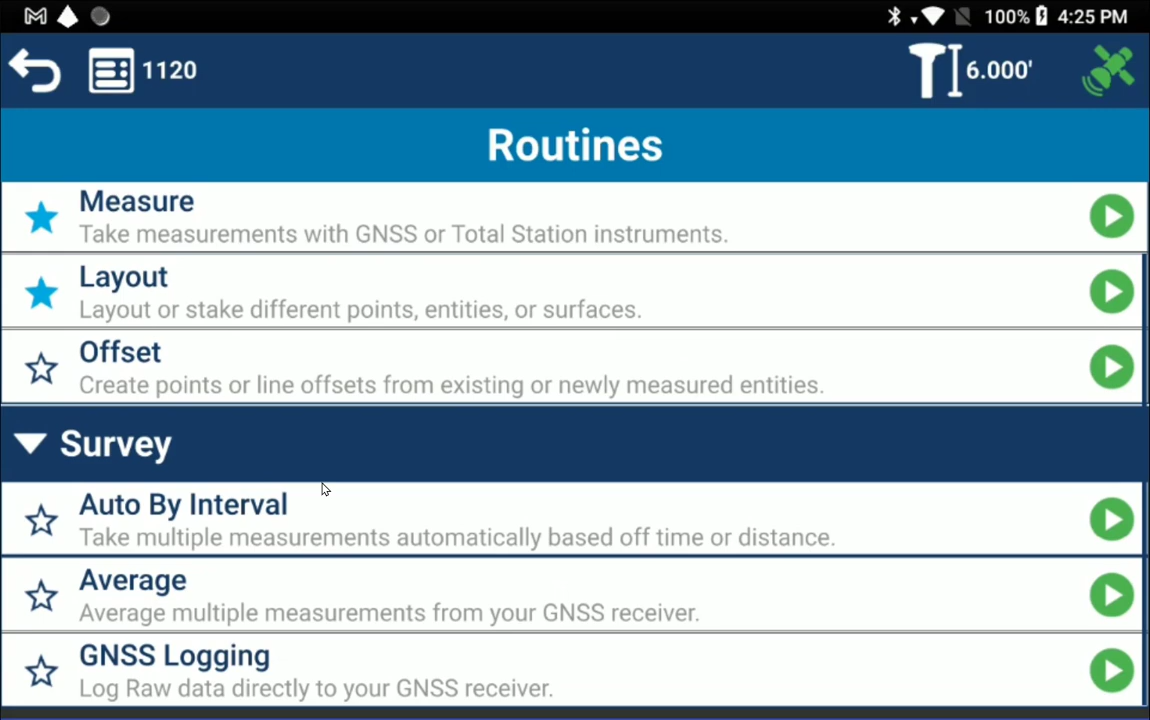 100% 4:25 PM
1120 6.000'
Routines
Measure
Take measurements with GNSS or Total Station instruments.
Layout
Layout or stake different points, entities, or surfaces.
Offset
Create points or line offsets from existing or newly measured entities.
Survey
Auto By Interval
Take multiple measurements automatically based off time or distance.
Average
Average multiple measurements from your GNSS receiver.
GNSS Logging
Log Raw data directly to your GNSS receiver.